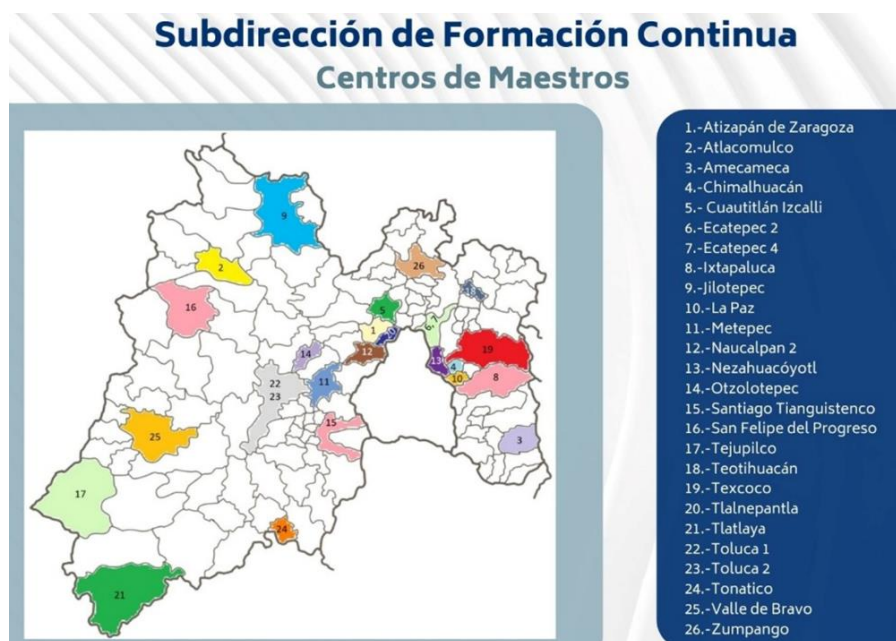 Subdirección de Formación Continua
Centros de Maestros
1.-Atizapán de Zaragoza
2.-Atlacomulco
3.-Amecameca
4.-Chimalhuacán
5.- Cuautitlán Izcalli
6.-Ecatepec 2
7.-Ecatepec 4
8.-Ixtapaluca
9.-Jilotepec
10.-La Paz
11.-Metepec
12.-Naucalpan 2
13.-Nezahuacóyotl
14.-Otzolotepec
15.-Santiago Tianguistenco
16.-San Felipe del Progreso
17.-Tejupilco
18.-Teotihuacán
19.-Texcoco
20.-Tlalnepantla
21.-Tlatlaya
22.-Toluca 1
23.-Toluca 2
24.-Tonatico
25.-Valle de Bravo
26.-Zumpango
9
2
26
16
5
6-7
1
12
19
14
13
4
10
8
22
11
23
15
25
3
17
24
21